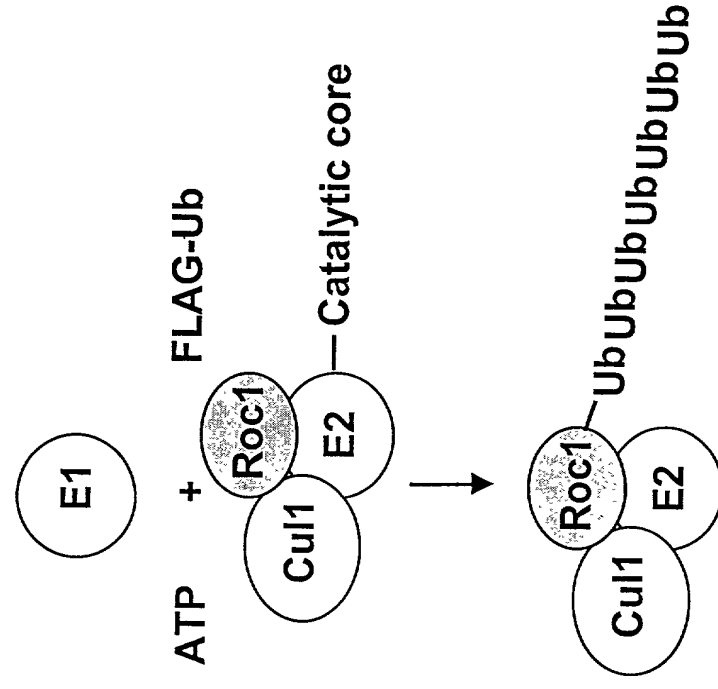 E1
ATP + FLAG-Ub
Roc1
Cul1 E2 Catalytic core
Roc1 UbUbUbUbUbUb
Cul1 E2